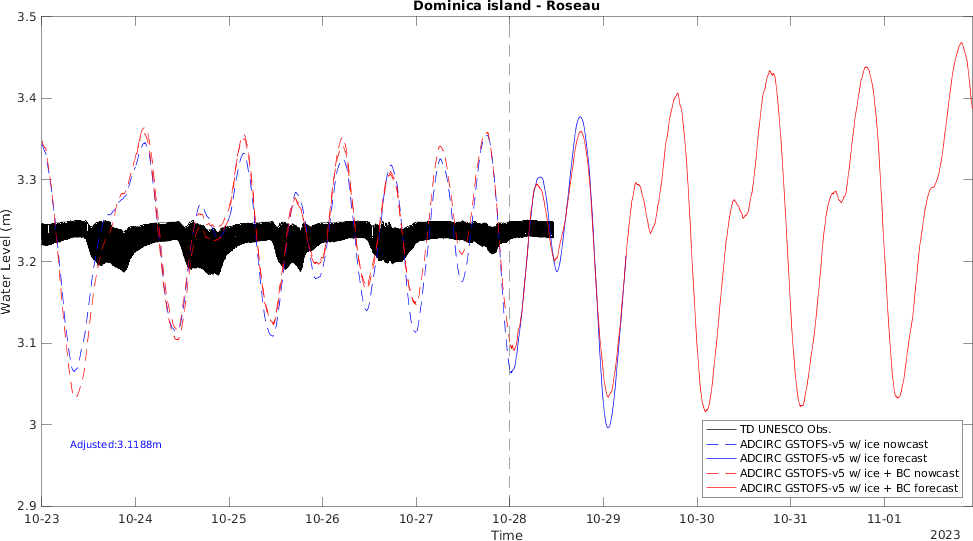 Dominica island - Roseau
3.5
3.4
3.3
3.2
3.1
3
2.9
Water Level (m)
Adjusted:3.1188m
TD UNESCO Obs.
ADCIRC GSTOFS-v5 w/ ice nowcast
ADCIRC GSTOFS-v5 w/ ice forecast
ADCIRC GSTOFS-v5 w/ ice + BC nowcast
ADCIRC GSTOFS-v5 w/ ice + BC forecast
10-23 10-24 10-25 10-26 10-27 10-28 10-29 10-30 10-31 11-01
Time
2023